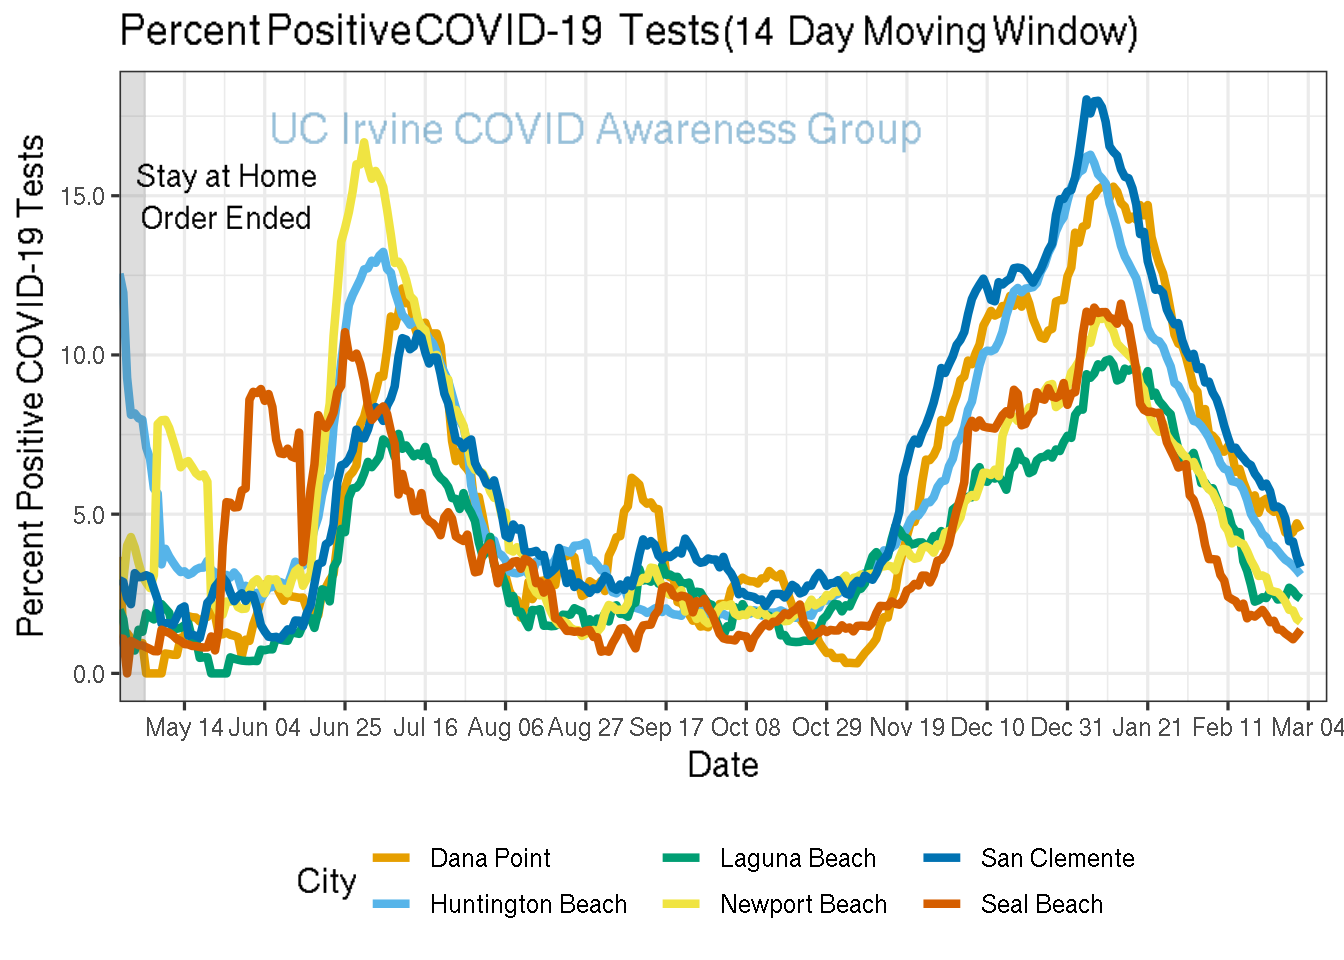 Percent Positive COVID-19 Tests(14 Day Moving Window)
UC Irvine COVID Awareness Group
Stay at Home
Order Ended
Percent Positive COVID-19 Tests
15.0
10.0
5.0
0.0
May 14 Jun 04 Jun 25 Jul 16 Aug 06 Aug 27 Sep 17 Oct 08 Oct 29 Nov 19 Dec 10 Dec 31 Jan 21 Feb 11 Mar 04
Date
City
Dana Point Laguna Beach San Clemente
Huntington Beach Newport Beach Seal Beach